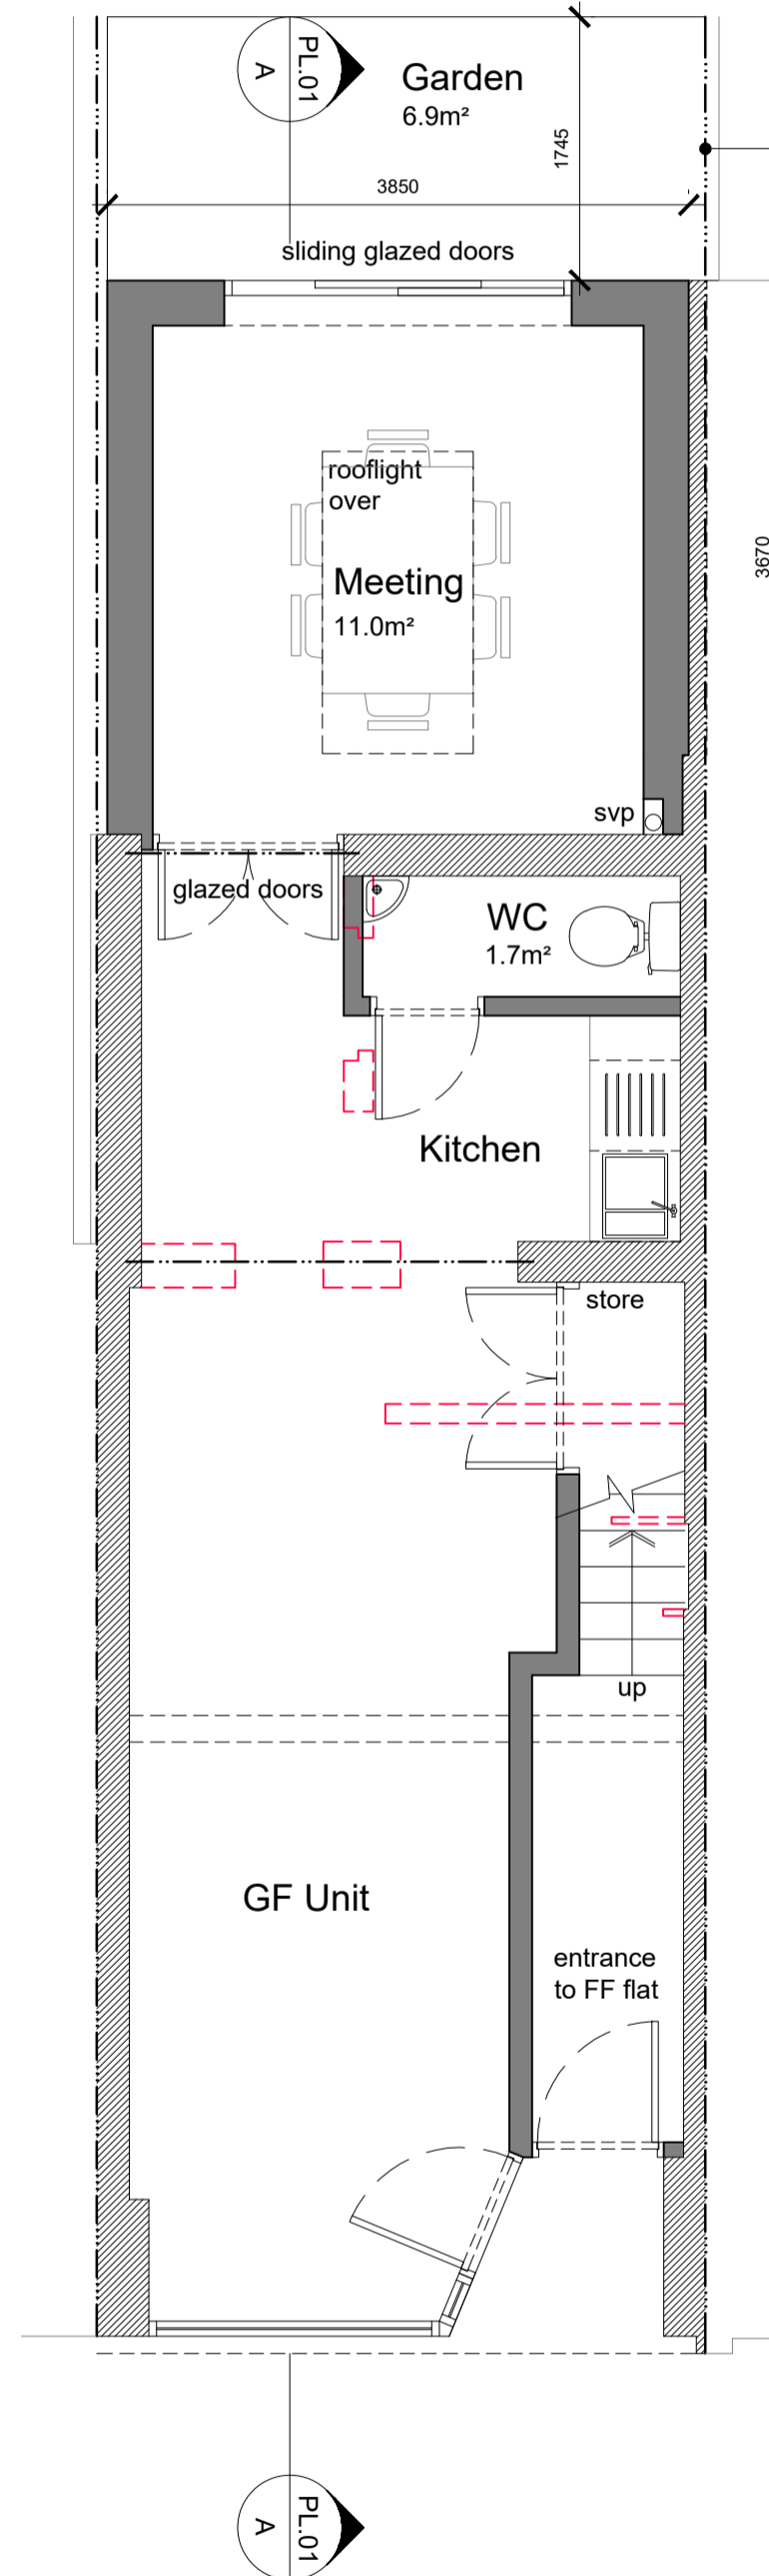 PL.01
A
Garden
6.9m²
1745
3850
sliding glazed doors
rooflight
over
3670
Meeting
11.0m²
svp
glazed doors
WC
1.7m²
Kitchen
store
up
GF Unit
entrance
to FF flat
PL.01
A